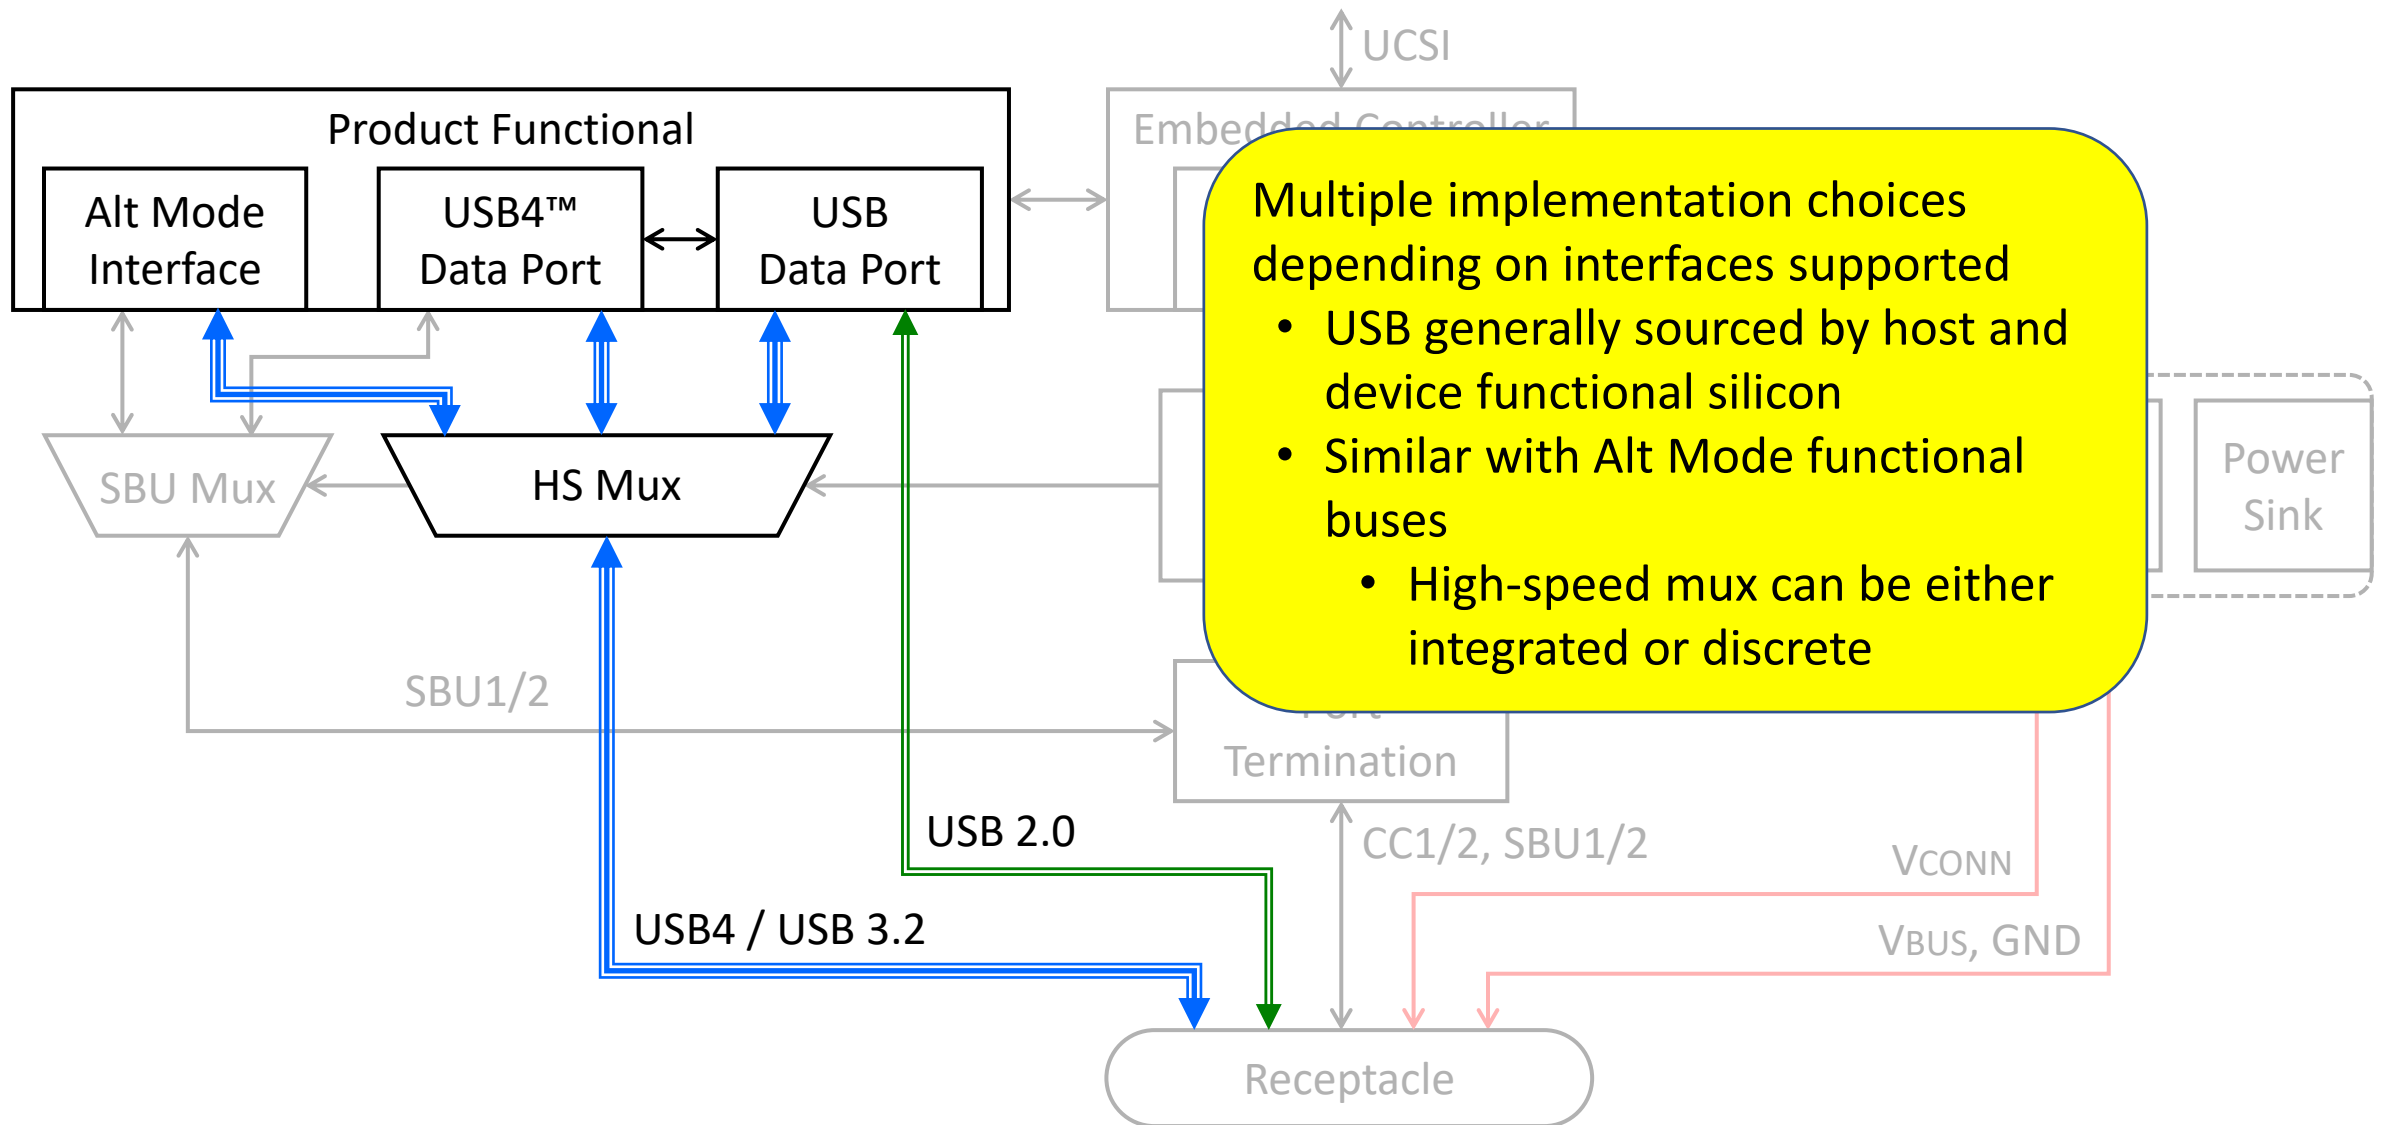 UCSI
Product Functional
Embedded Controller
Alt Mode
Interface
USB4™
Data Port
USB
Data Port
Multiple implementation choices
depending on interfaces supported
• USB generally sourced by host and
device functional silicon
• Similar with Alt Mode functional
buses
• High-speed mux can be either
integrated or discrete
SBU Mux
HS Mux
Power
Sink
SBU1/2
Port
Termination
USB 2.0
CC1/2, SBU1/2
VCONN
USB4 / USB 3.2
VBUS, GND
Receptacle